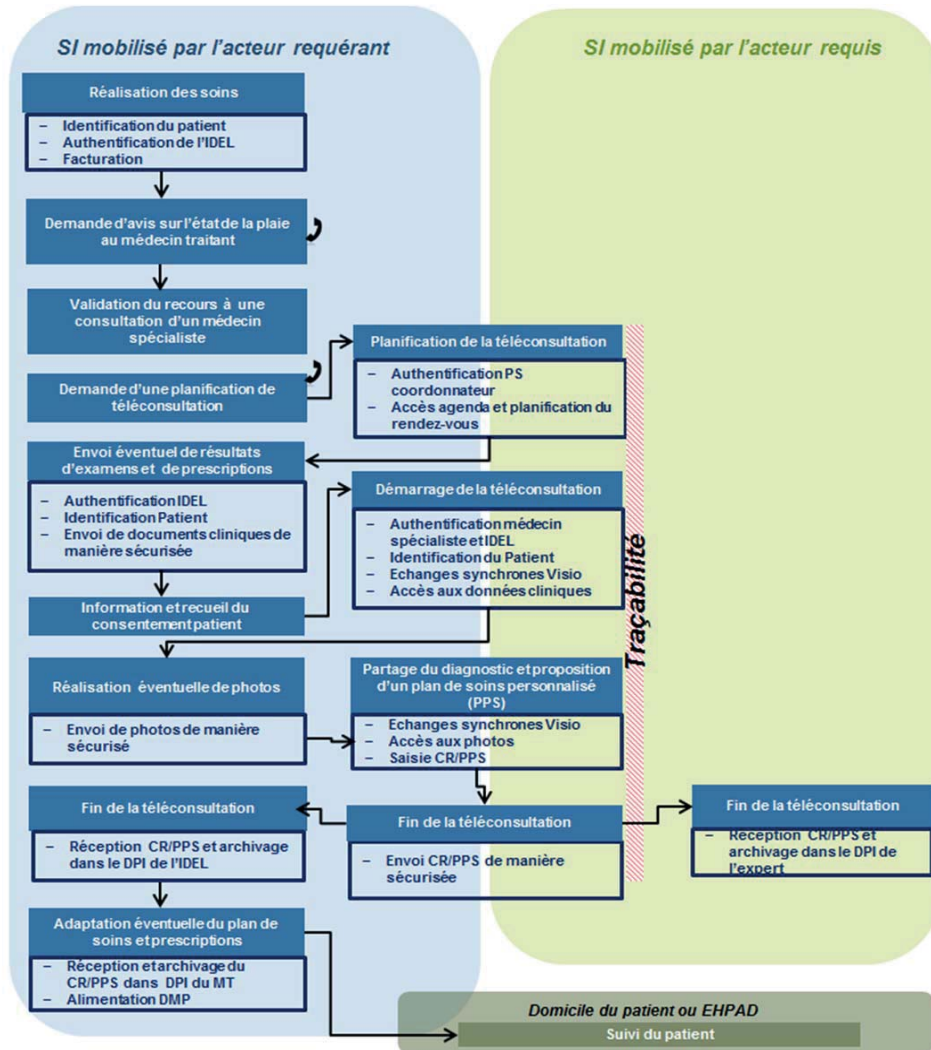 SI mobilisé par l'acteur requérant
SI mobilisé par l'acteur requis
Réalisation des soins
– Identification du patient
– Authentification de l'IDEL
– Facturation
Demande d'avis sur l'état de la plaie
au médecin traitant
Validation du recours à une
consultation d'un médecin
spécialiste
Demande d'une planification de
téléconsultation
Planification de la téléconsultation
– Authentification PS
coordonnateur
– Accès agenda et planification du
rendez-vous
Envoi éventuel de résultats
d'examens et de prescriptions
– Authentification IDEL
– Identification Patient
– Envoi de documents cliniques de
manière sécurisée
Information et recueil du
consentement patient
Démarrage de la téléconsultation
– Authentification médecin
spécialiste et IDEL
– Identification du Patient
– Echanges synchrones Visio
– Accès aux données cliniques
Traçabilité
Réalisation éventuelle de photos
– Envoi de photos de manière
sécurisé
Partage du diagnostic et proposition
d'un plan de soins personnalisé
(PPS)
– Echanges synchrones Visio
– Accès aux photos
– Saisie CR/PPS
Fin de la téléconsultation
– Réception CR/PPS et archivage
dans le DPI de l'IDEL
Fin de la téléconsultation
– Envoi CR/PPS de manière
sécurisée
Fin de la téléconsultation
– Réception CR/PPS et
archivage dans le DPI de
l'expert
Adaptation éventuelle du plan de
soins et prescriptions
– Réception et archivage du
CR/PPS dans DPI du MT
– Alimentation DMP
Domicile du patient ou EHPAD
Suivi du patient